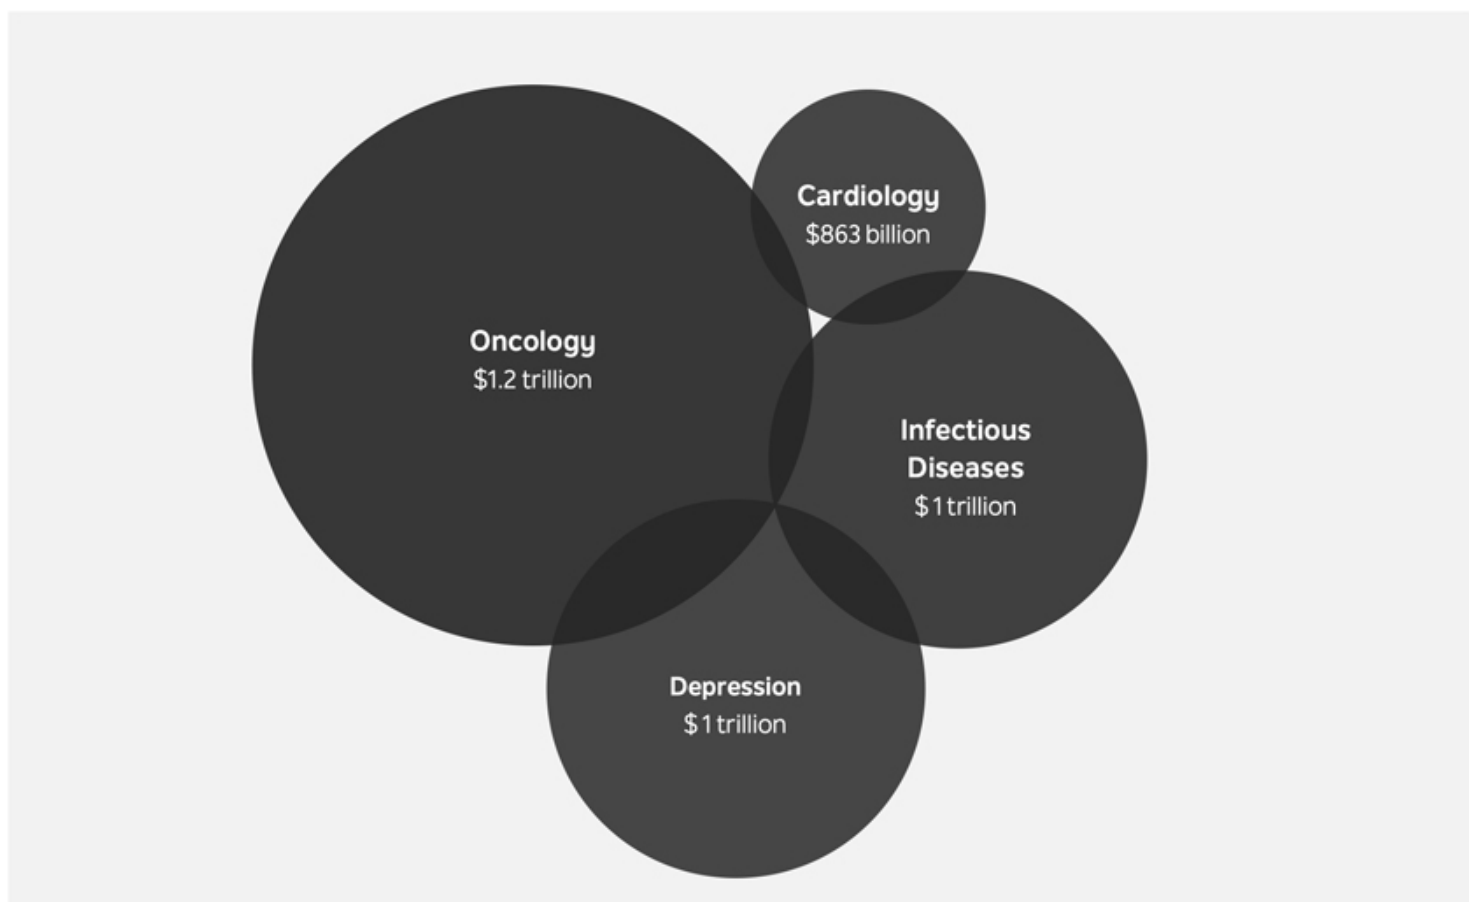 Cardiology
$863 billion
Oncology
$1.2 trillion
Infectious
Diseases
$1 trillion
Depression
$1 trillion